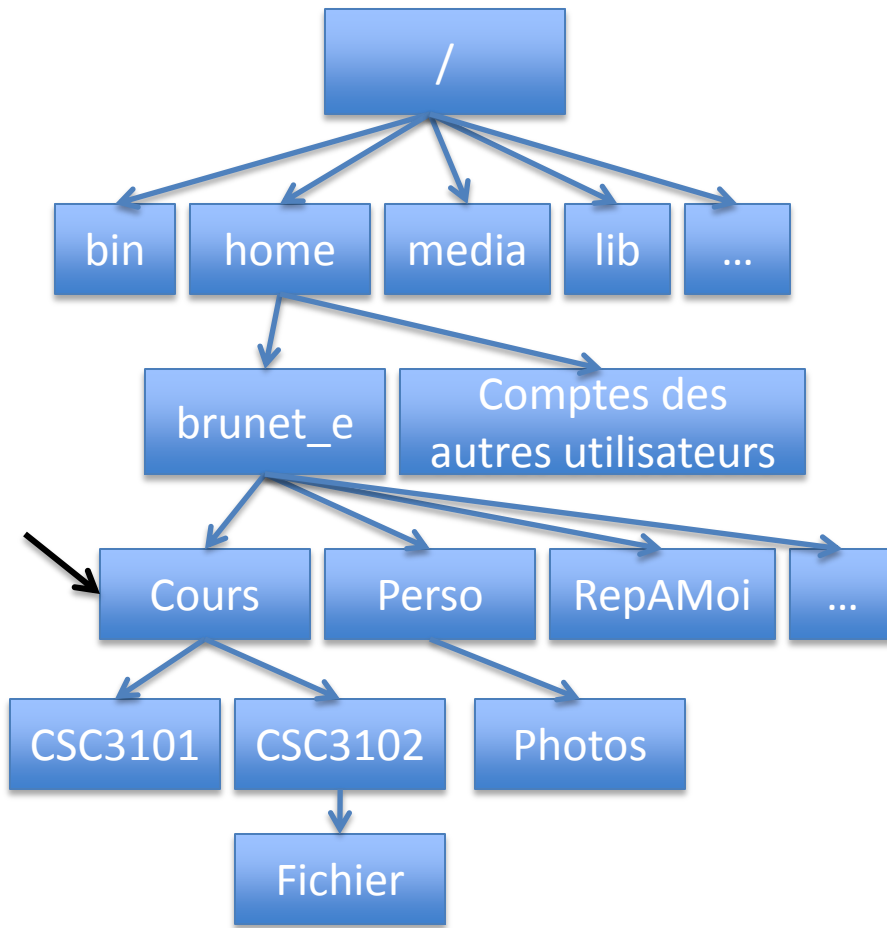 /
bin
home
media
lib
...
brunet_e
Comptes des
autres utilisateurs
Cours
Perso
RepAMoi
...
CSC3101
CSC3102
Photos
Fichier